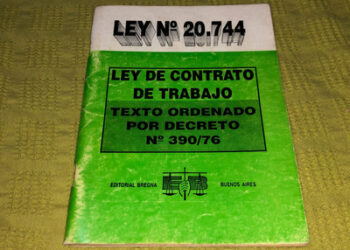 LEY Nº 20.744
LEY DE CONTRATO
DE TRABAJO
TEXTO ORDENADO
POR DECRETO
Nº 390/76
EDITORIAL BREGNA EB BUENOS AIRES